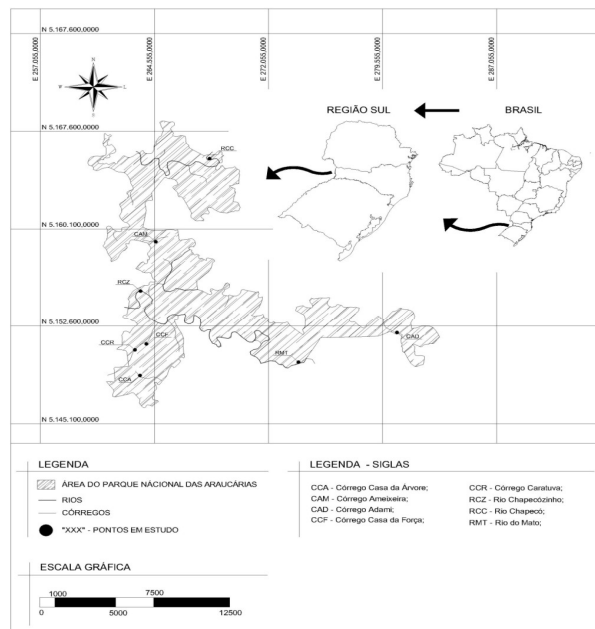 E 257.055,0000
E 264.555,0000
E 272.055,0000
E 279.555,0000
E 287.055,0000
N 5.167.600,0000
N
W
L
S
REGIÃO SUL
BRASIL
N 5.167.600,0000
RCC
N 5.160.100,0000
CAM
RCZ
N 5.152.600,0000
CCF
CCR
CAD
RMT
CCA
N 5.145.100,0000
LEGENDA
ÁREA DO PARQUE NACIONAL DAS ARAUCÁRIAS
RIOS
CÓRREGOS
"XXX" - PONTOS EM ESTUDO
LEGENDA - SIGLAS
CCA - Córrego Casa da Árvore;
CAM - Córrego Ameixeira;
CAD - Córrego Adami;
CCF - Córrego Casa da Força;
CCR - Córrego Caratuva;
RCZ - Rio Chapecózinho;
RCC - Rio Chapecó;
RMT - Rio do Mato;
ESCALA GRÁFICA
1000
7500
0
5000
12500